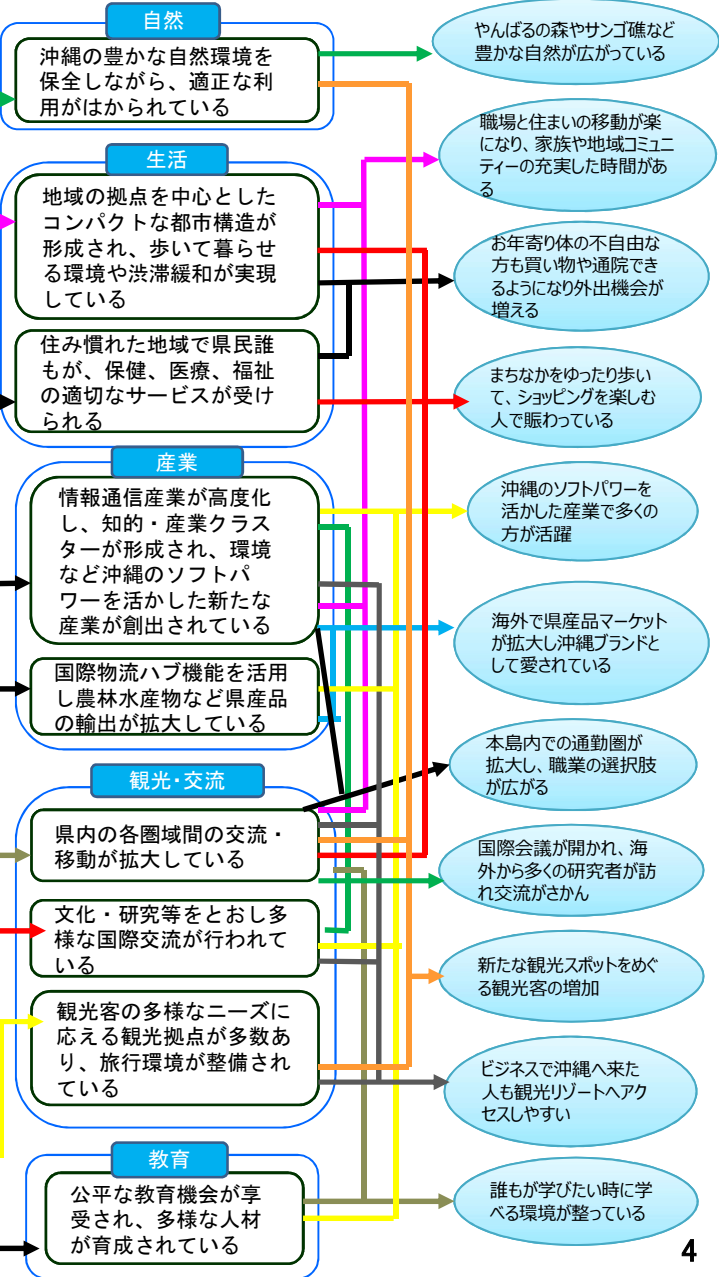 自然
沖縄の豊かな自然環境を
保全しながら、適正な利
用がはかられている
生活
地域の拠点を中心とした
コンパクトな都市構造が
形成され、歩いて暮らせ
る環境や渋滞緩和が実現
している
住み慣れた地域で県民誰
もが、保健、医療、福祉
の適切なサービスが受け
られる
産業
情報通信産業が高度化
し、知的・産業クラス
ターが形成され、環境
など沖縄のソフトパ
ワーを活かした新たな
産業が創出されている
国際物流ハブ機能を活用
し農林水産物など県産品
の輸出が拡大している
観光・交流
県内の各圏域間の交流・
移動が拡大している
文化・研究等をとおし多
様な国際交流が行われて
いる
観光客の多様なニーズに
応える観光拠点が多数あ
り、旅行環境が整備され
ている
教育
公平な教育機会が享
受され、多様な人材
が育成されている
やんばるの森やサンゴ礁など
豊かな自然が広がっている
職場と住まいの移動が楽
になり、家族や地域コミュニ
ティーの充実した時間があ
る
お年寄り体の不自由な
方も買い物や通院でき
るようになり外出機会が
増える
まちなかをゆったり歩い
て、ショッピングを楽しむ
人で賑わっている
沖縄のソフトパワーを
活かした産業で多くの
方が活躍
海外で県産品マーケット
が拡大し沖縄ブランドと
して愛されている
本島内での通勤圏が
拡大し、職業の選択肢
が広がる
国際会議が開かれ、海
外から多くの研究者が訪
れ交流がさかん
新たな観光スポットをめぐ
る観光客の増加
ビジネスで沖縄へ来た
人も観光リゾートへアク
セスしやすい
誰もが学びたい時に学
べる環境が整っている
4